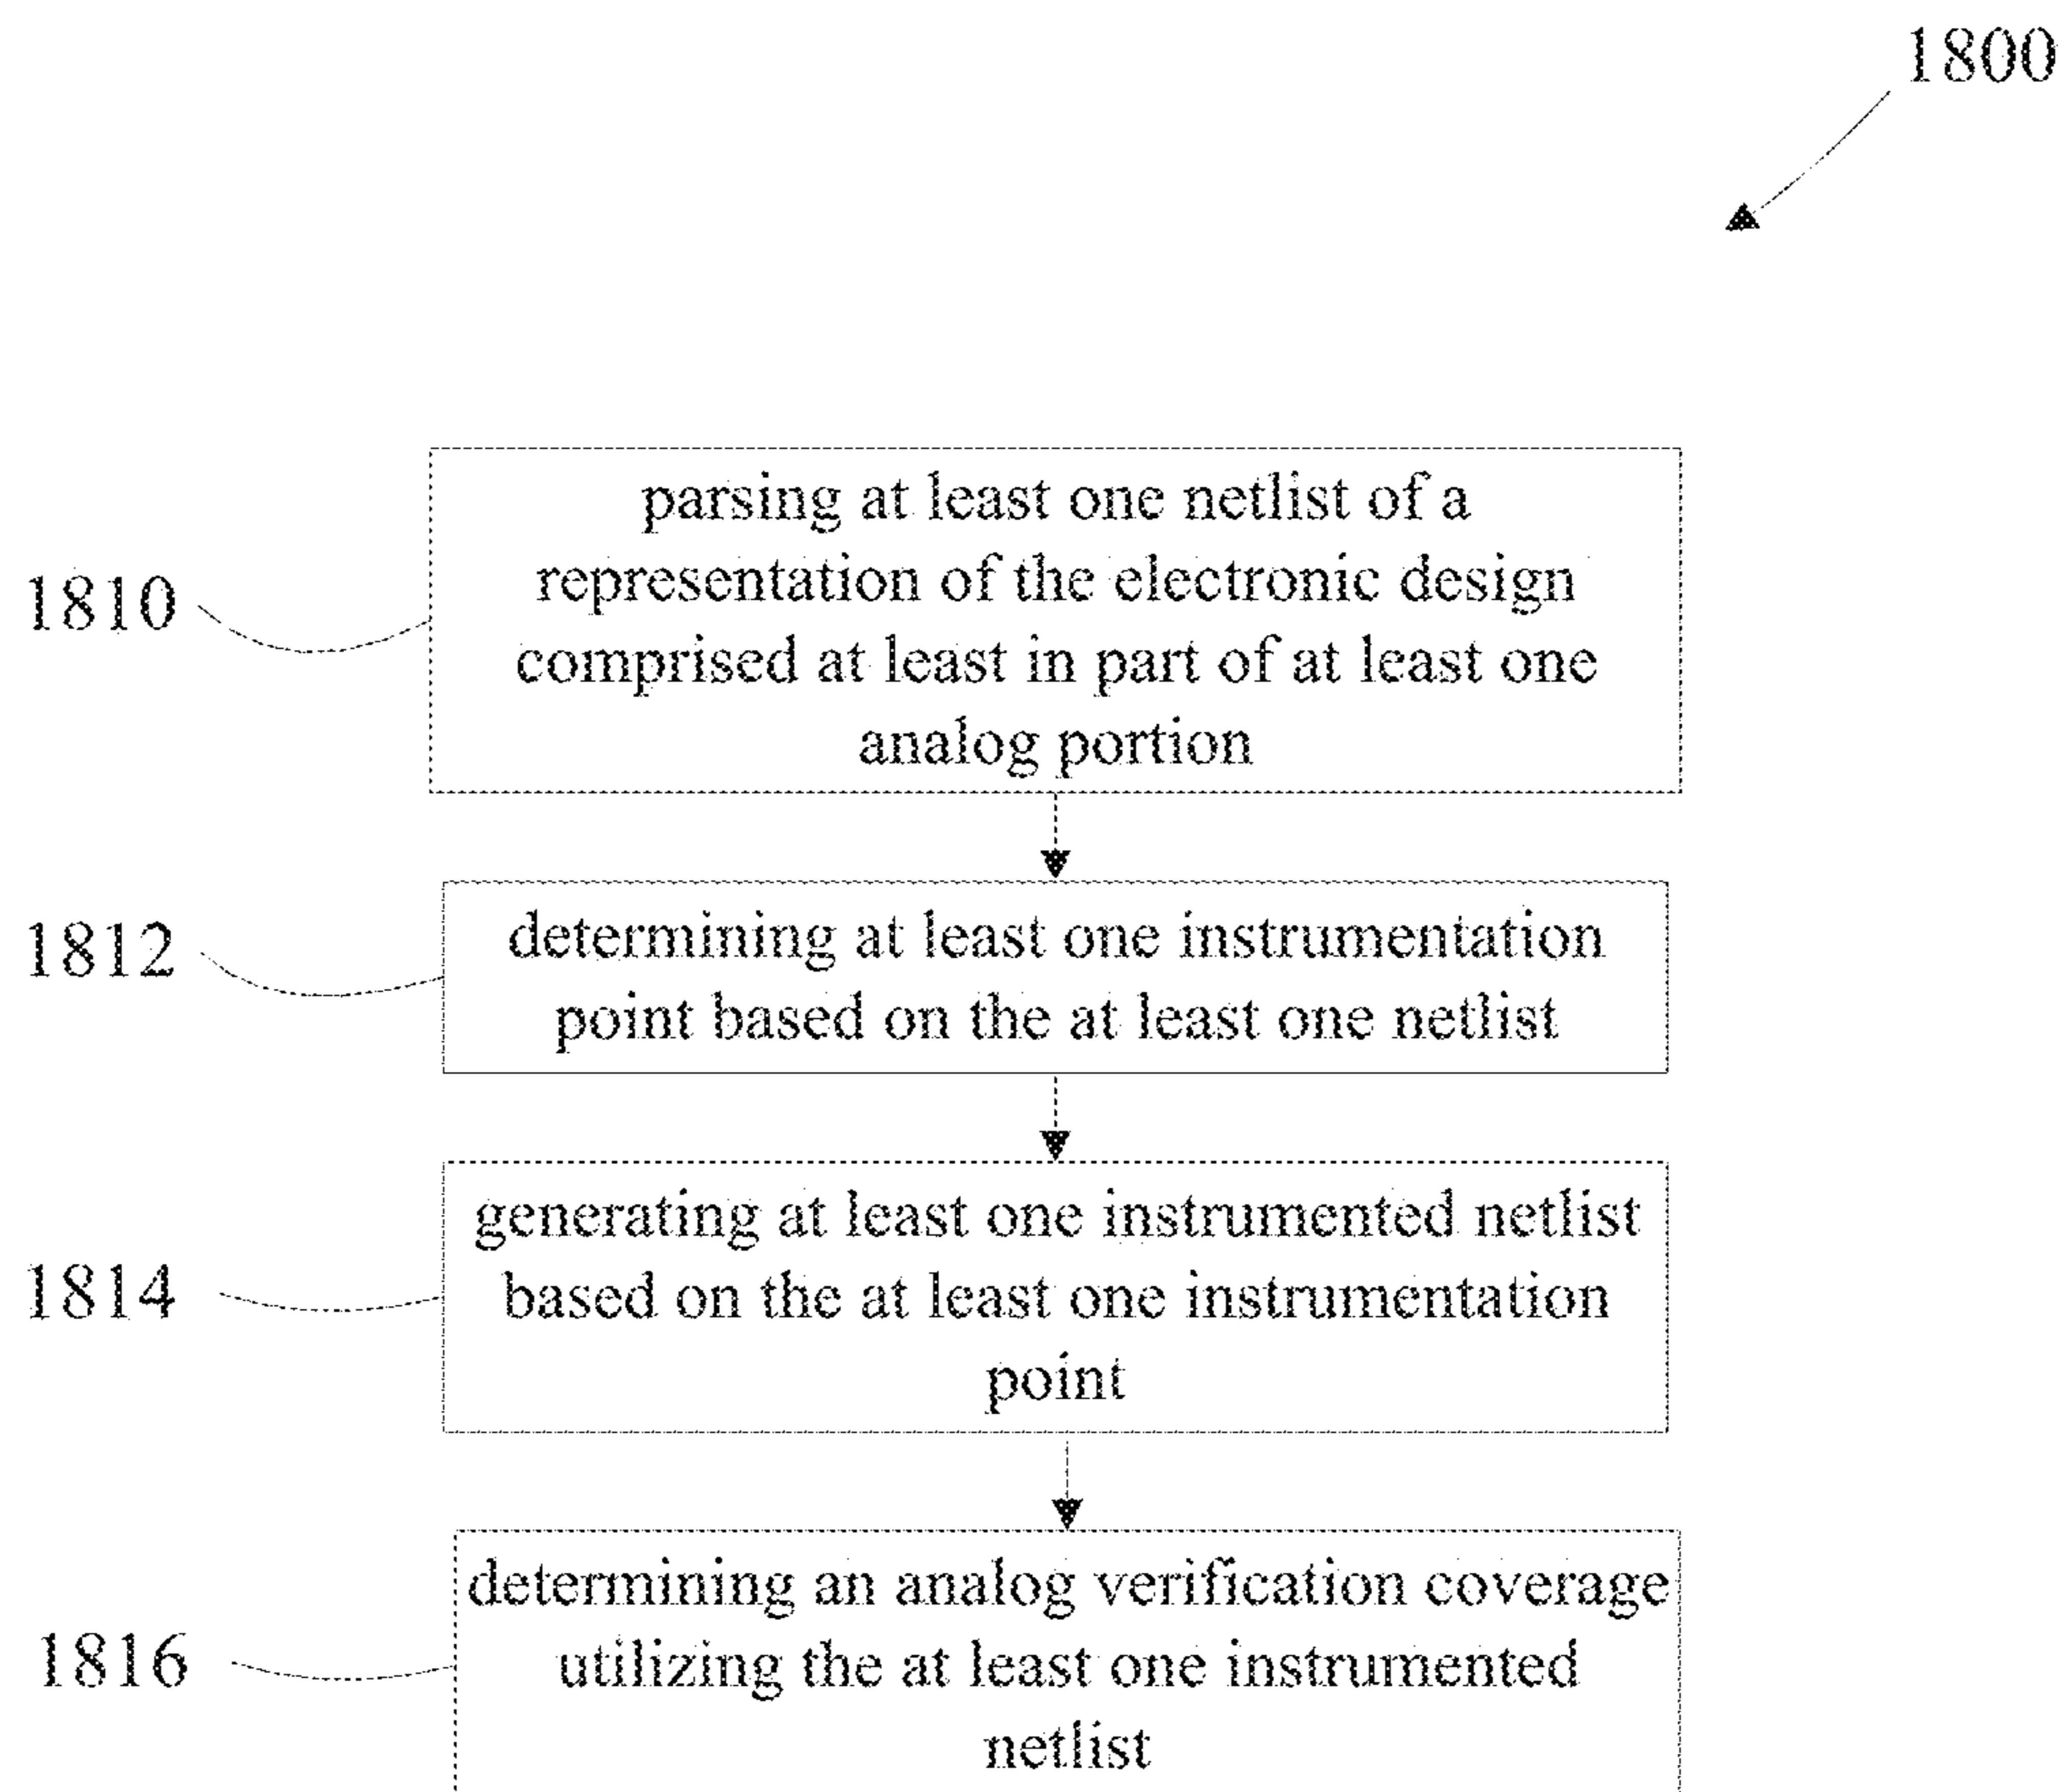 1800
1810
parsing at least one netlist of a
representation of the electronic design
comprised at least in part of at least one
analog portion
1812
determining at least one instrumentation
point based on the at least one netlist
1814
generating at least one instrumented netlist
based on the at least one instrumentation
point
1816
determining an analog verification coverage
utilizing the at least one instrumented
netlist